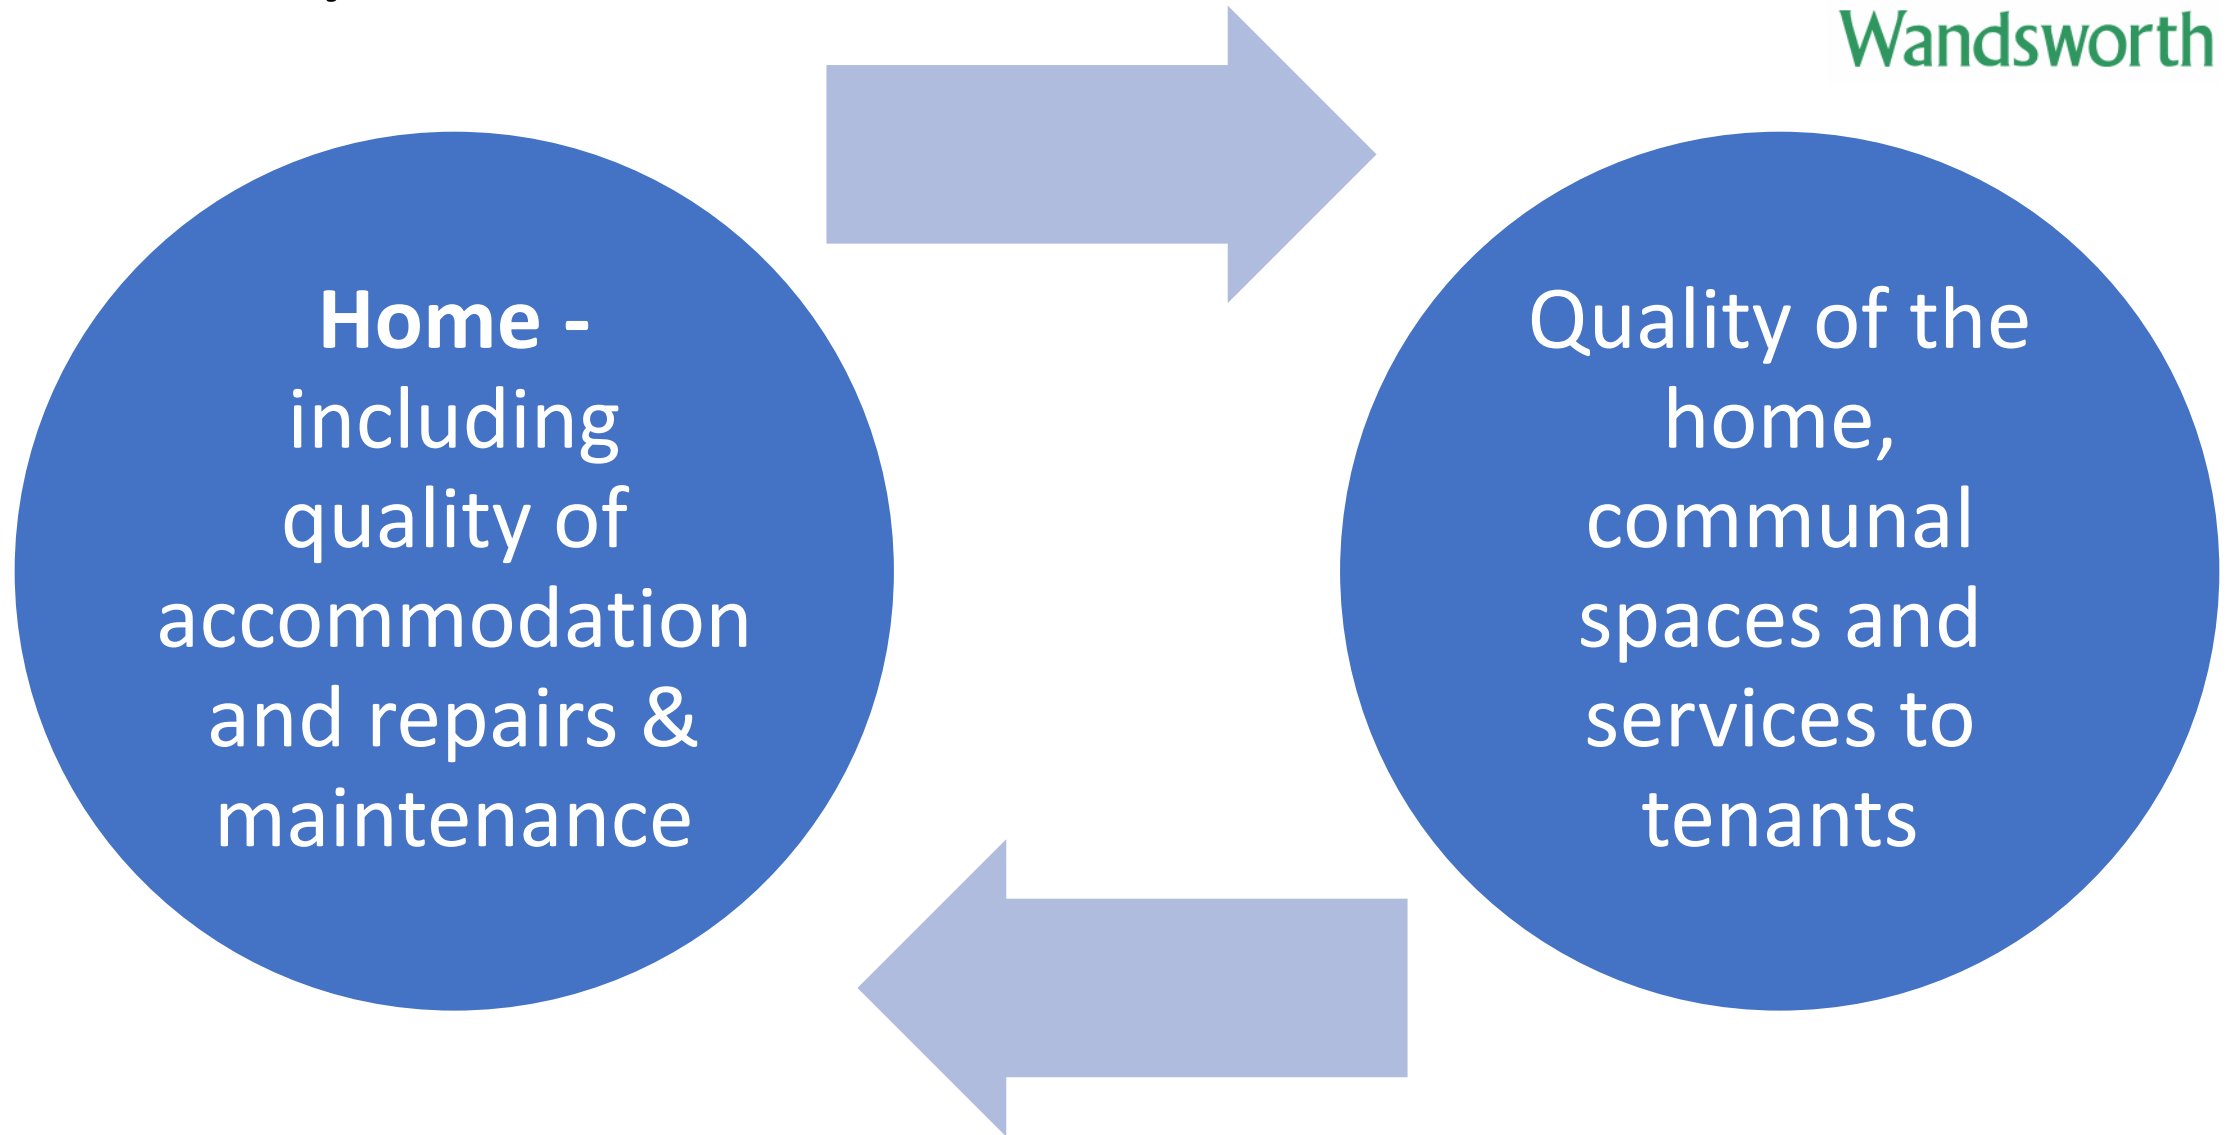 Wandsworth
Home -
including
quality of
accommodation
and repairs &
maintenance
Quality of the
home,
communal
spaces and
services to
tenants